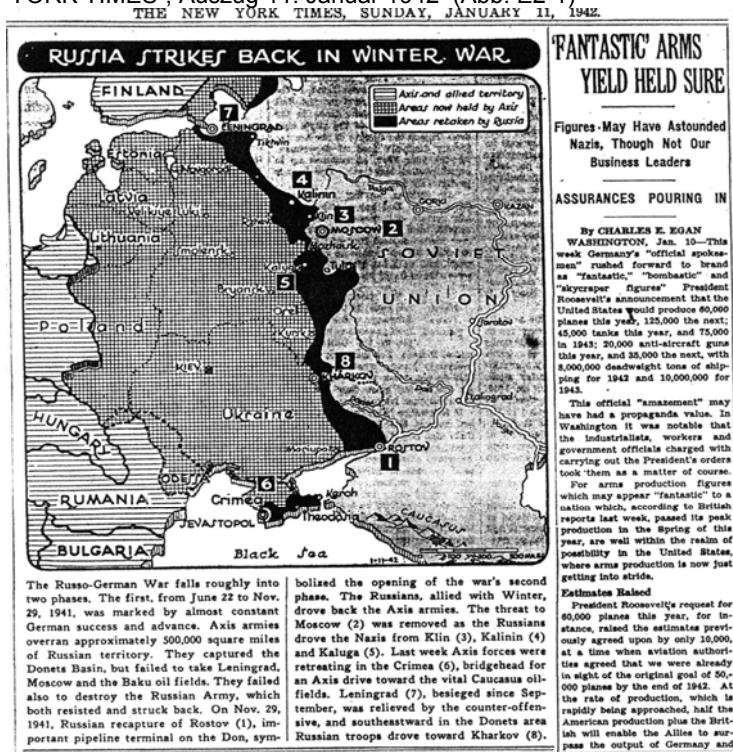 YORK TIMES , Auszug 11. Januar 1942 (Abb. E2-1)
THE NEW YORK TIMES, SUNDAY, JANUARY 11, 1942.
RUSSIA STRIKES BACK IN WINTER WAR
Axis and allied territory
Areas now held by Axis
Areas retaken by Russia
FINLAND
7
LENINGRAD
Tikhvin
Estonia
Novgorod
4
Kalinin
Volga
GORKI
KAZAN
Latvia
Velikiye Luki
Rzhev
Klin
3
MOSCOW
2
Mozhaisk
Lithuania
Smolensk
Kaluga
Tula
SOVIET
UNION
5
Bryansk
Orel
Poland
Kursk
Saratov
KIEV
8
KHARKOV
Don
Stalingrad
Ukraine
HUNGARY
Mariupol
ROSTOV
1
ODESSA
6
RUMANIA
Crimea
Kerch
SEVASTOPOL
Theodosia
CAUCASUS
BULGARIA
Black Sea
1-11-42
The Russo-German War falls roughly into
two phases. The first, from June 22 to Nov.
29, 1941, was marked by almost constant
German success and advance. Axis armies
overran approximately 500,000 square miles
of Russian territory. They captured the
Donets Basin, but failed to take Leningrad,
Moscow and the Baku oil fields. They failed
also to destroy the Russian Army, which
both resisted and struck back. On Nov. 29,
1941, Russian recapture of Rostov (1), im-
portant pipeline terminal on the Don, sym-
bolized the opening of the war's second
phase. The Russians, allied with Winter,
drove back the Axis armies. The threat to
Moscow (2) was removed as the Russians
drove the Nazis from Klin (3), Kalinin (4)
and Kaluga (5). Last week Axis forces were
retreating in the Crimea (6), bridgehead for
an Axis drive toward the vital Caucasus oil-
fields. Leningrad (7), besieged since Sep-
tember, was relieved by the counter-offen-
sive, and southeastward in the Donets area
Russian troops drove toward Kharkov (8).
'FANTASTIC' ARMS
YIELD HELD SURE
Figures May Have Astounded
Nazis, Though Not Our
Business Leaders
ASSURANCES POURING IN
By CHARLES E. EGAN
WASHINGTON, Jan. 10—This
week Germany's "official spokes-
men" rushed forward to brand
as "fantastic," "bombastic" and
"skycraper figures" President
Roosevelt's announcement that the
United States would produce 60,000
planes this year, 125,000 the next;
45,000 tanks this year, and 75,000
in 1943; 20,000 anti-aircraft guns
this year, and 35,000 the next, with
8,000,000 deadweight tons of ship-
ping for 1942 and 10,000,000 for
1943.
This official "amazement" may
have had a propaganda value. In
Washington it was notable that
the industrialists, workers and
government officials charged with
carrying out the President's orders
took them as a matter of course.
For arms production figures
which may appear "fantastic" to a
nation which, according to British
reports last week, passed its peak
production in the Spring of this
year, are well within the realm of
possibility in the United States,
where arms production is now just
getting into stride.
Estimates Raised
President Roosevelt's request for
60,000 planes this year, for in-
stance, raised the estimates previ-
ously agreed upon by only 10,000,
at a time when aviation authori-
ties agreed that we were already
in sight of the original goal of 50,-
000 planes by the end of 1942. At
the rate of production, which is
rapidly being approached, half the
American production plus the Brit-
ish will enable the Allies to sur-
pass the output of Germany and